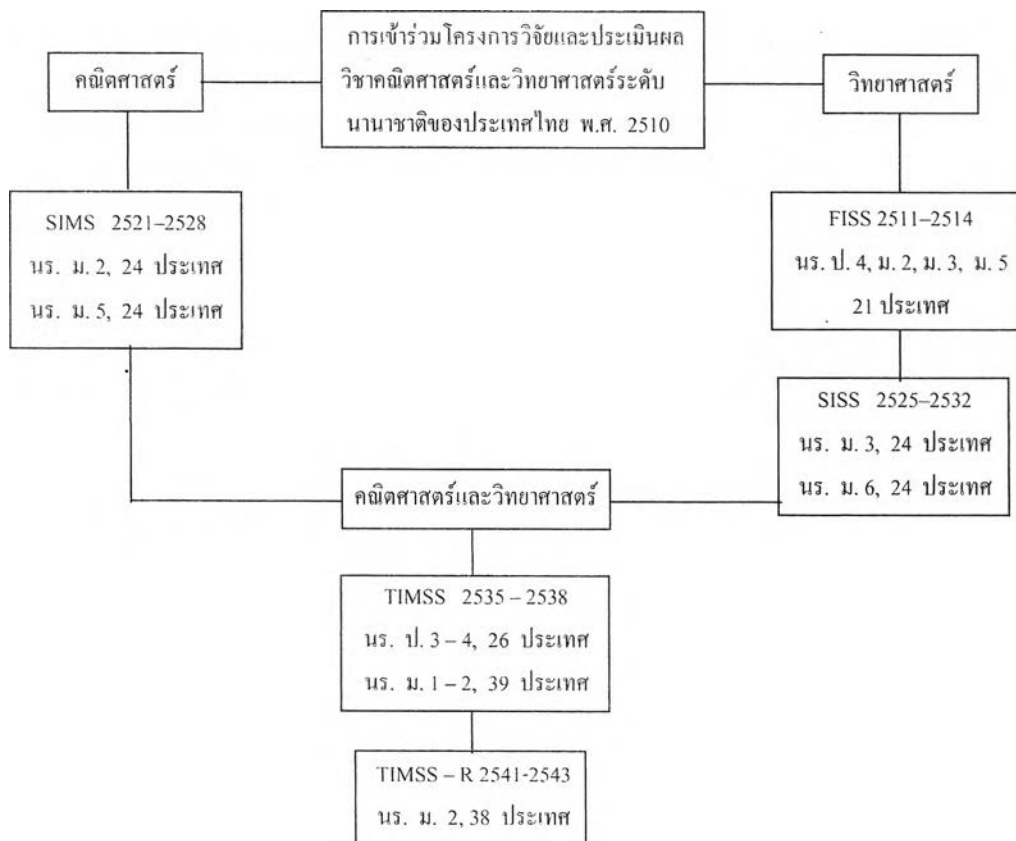 การเข้าร่วมโครงการวิจัยและประเมินผล
วิชาคณิตศาสตร์และวิทยาศาสตร์ระดับ
นานาชาติของประเทศไทย พ.ศ. 2510
คณิตศาสตร์
วิทยาศาสตร์
SIMS 2521–2528
นร. ม. 2, 24 ประเทศ
นร. ม. 5, 24 ประเทศ
FISS 2511–2514
นร. ป. 4, ม. 2, ม. 3, ม. 5
21 ประเทศ
SISS 2525–2532
นร. ม. 3, 24 ประเทศ
นร. ม. 6, 24 ประเทศ
คณิตศาสตร์และวิทยาศาสตร์
TIMSS 2535 – 2538
นร. ป. 3 – 4, 26 ประเทศ
นร. ม. 1 – 2, 39 ประเทศ
TIMSS – R 2541-2543
นร. ม. 2, 38 ประเทศ